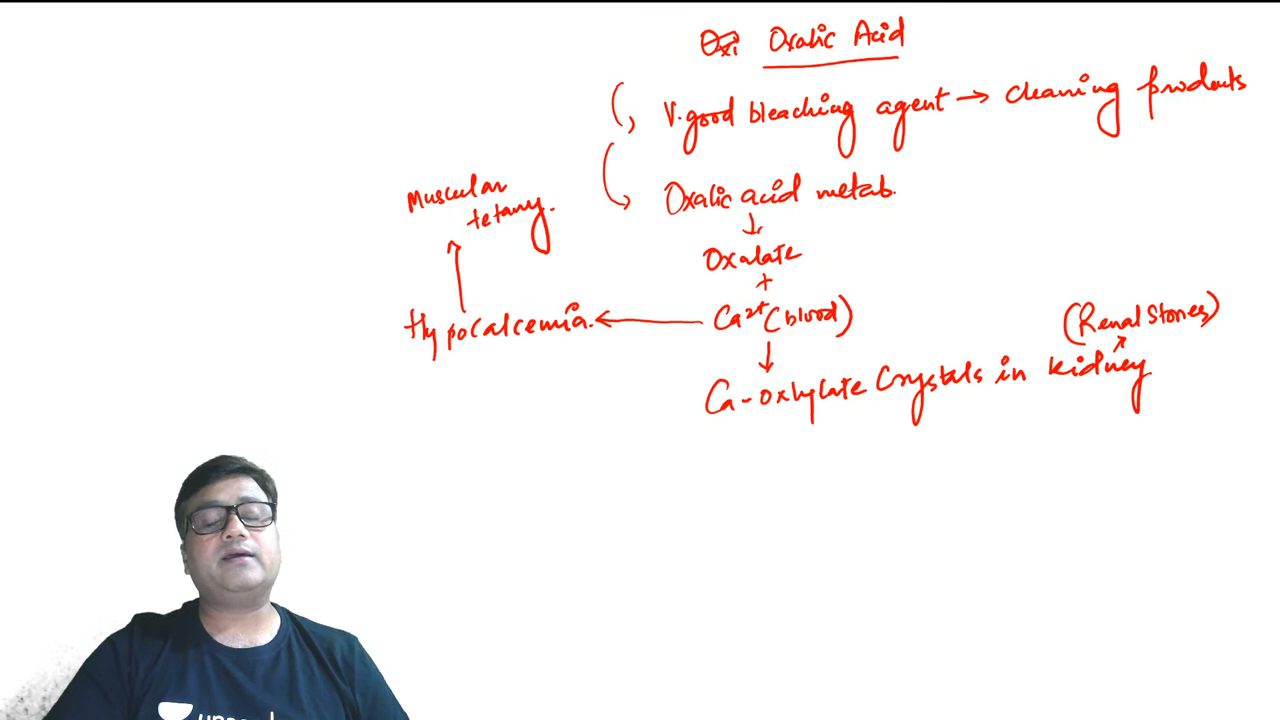 Oxalic Acid
V. good bleaching agent → cleaning products
Oxalic acid metab.
↓
Oxalate
+
Ca²⁺ (blood)
↓
Ca-oxhylate Crystals in kidney
(Renal Stones)
Hypocalcemia.
Muscular
tetany.